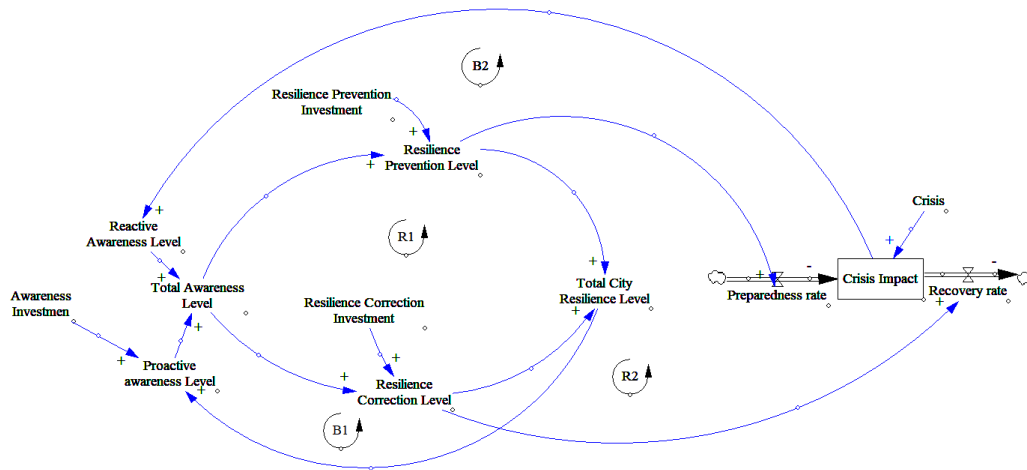 B2
Resilience Prevention
Investment
+
Resilience
Prevention Level
+
+
Reactive
Awareness Level
+
R1
Crisis
+
Total Awareness
Level
+
Awareness
Investmen
+
Proactive
awareness Level
+
+
Resilience Correction
Investment
+
Resilience
Correction Level
+
Total City
Resilience Level
+
+
Preparedness rate
+
-
Crisis Impact
-
Recovery rate
+
R2
B1